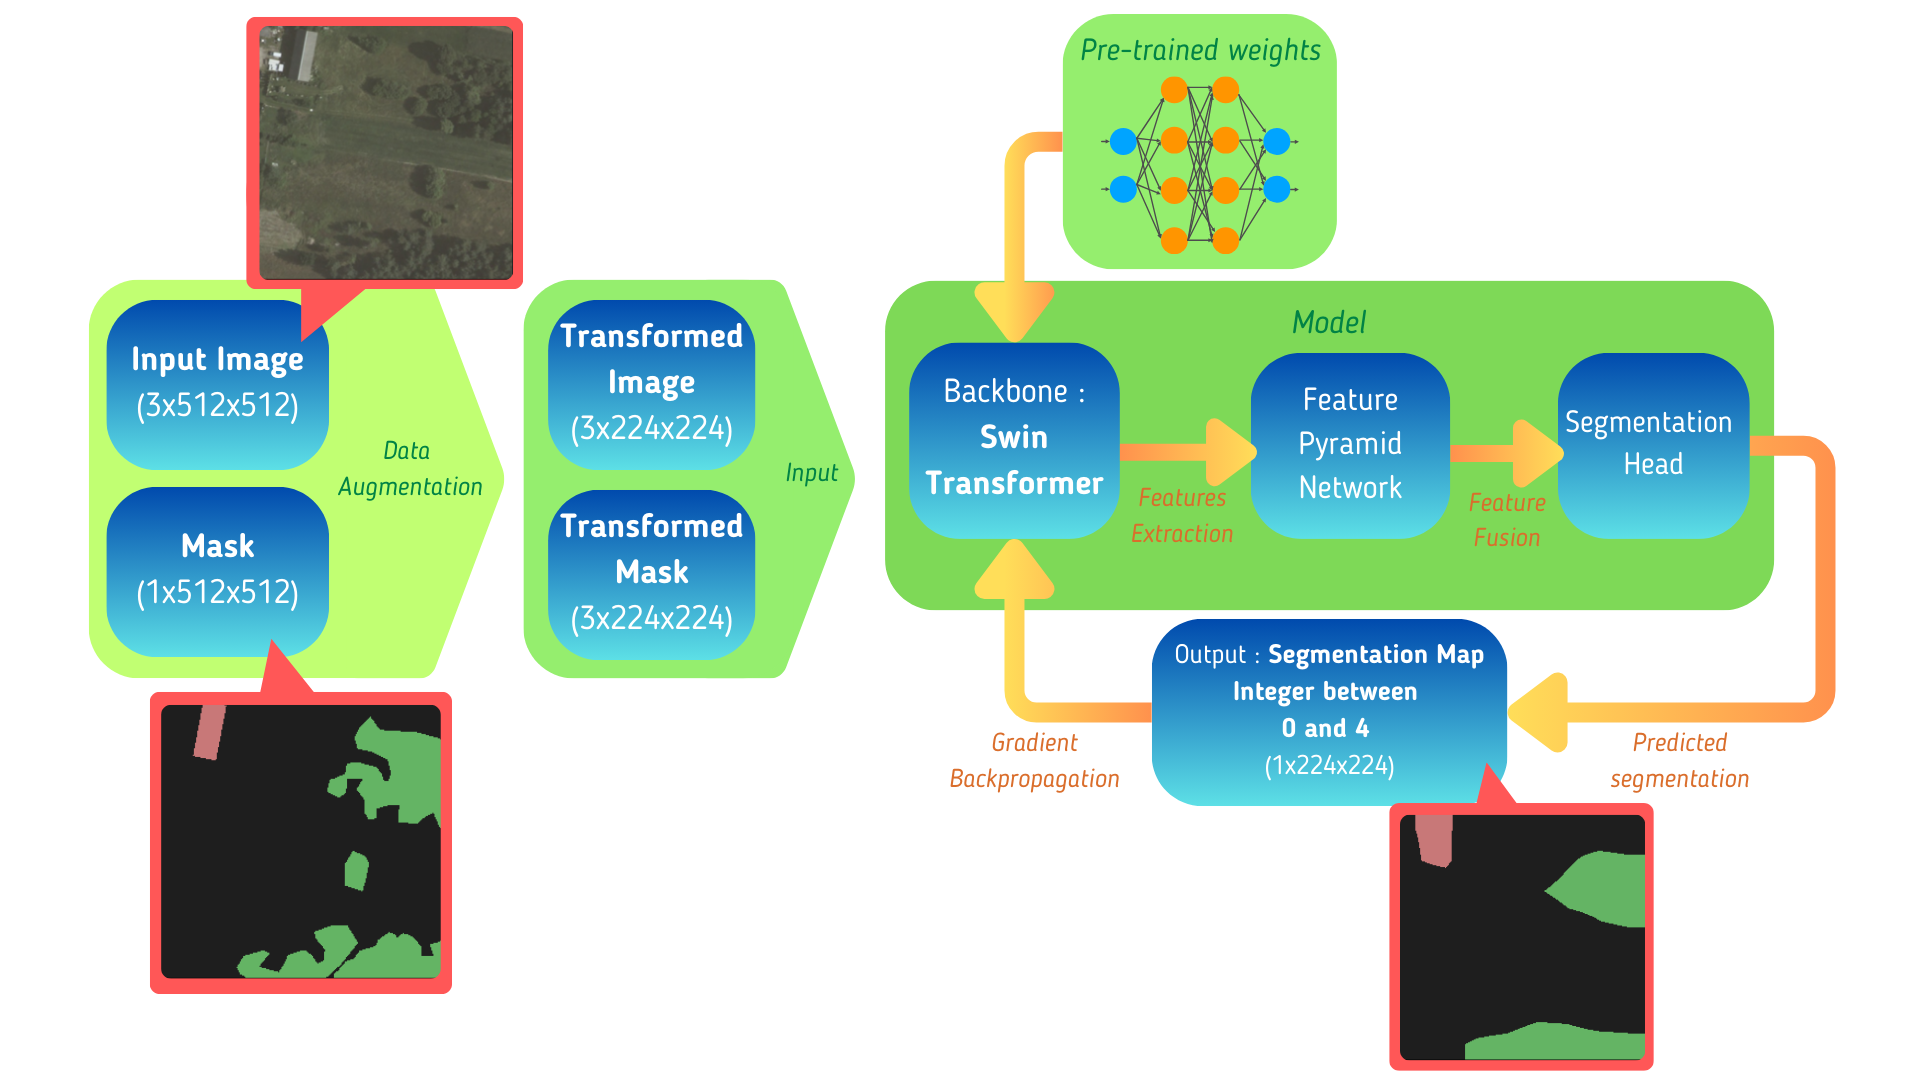 Pre-trained weights
Input Image
(3x512x512)
Mask
(1x512x512)
Data
Augmentation
Transformed
Image
(3x224x224)
Transformed
Mask
(3x224x224)
Input
Model
Backbone :
Swin
Transformer
Features
Extraction
Feature
Pyramid
Network
Feature
Fusion
Segmentation
Head
Output : Segmentation Map
Integer between
0 and 4
(1x224x224)
Gradient
Backpropagation
Predicted
segmentation